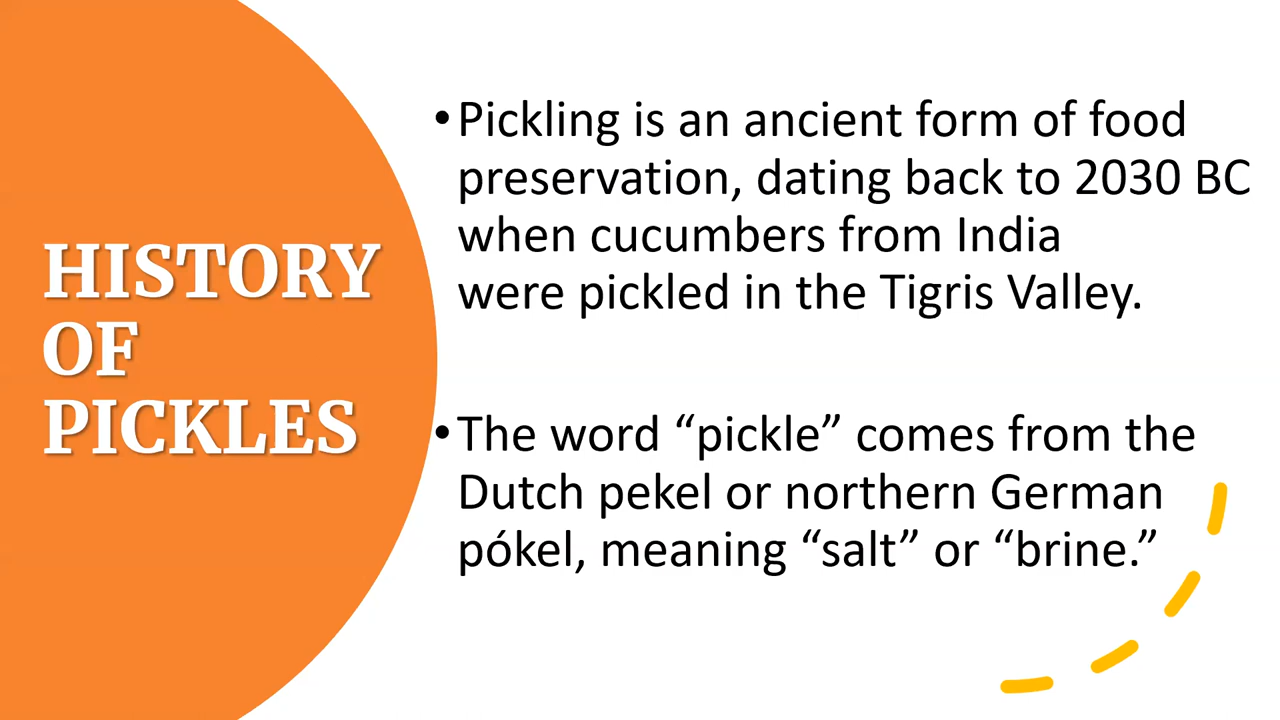 HISTORY
OF
PICKLES
•Pickling is an ancient form of food
preservation, dating back to 2030 BC
when cucumbers from India
were pickled in the Tigris Valley.
•The word “pickle” comes from the
Dutch pekel or northern German
pókel, meaning “salt” or “brine.”